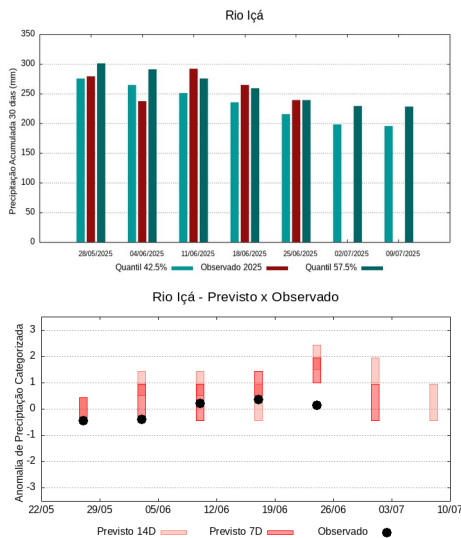 Rio Içá
Precipitação Acumulada 30 dias (mm)
350
300
250
200
150
100
50
0
28/05/2025 04/06/2025 11/06/2025 18/06/2025 25/06/2025 02/07/2025 09/07/2025
Quantil 42.5% Observado 2025 Quantil 57.5%
Rio Içá - Previsto x Observado
Anomalia de Precipitação Categorizada
3
2
1
0
-1
-2
-3
22/05 29/05 05/06 12/06 19/06 26/06 03/07 10/07
Previsto 14D Previsto 7D Observado